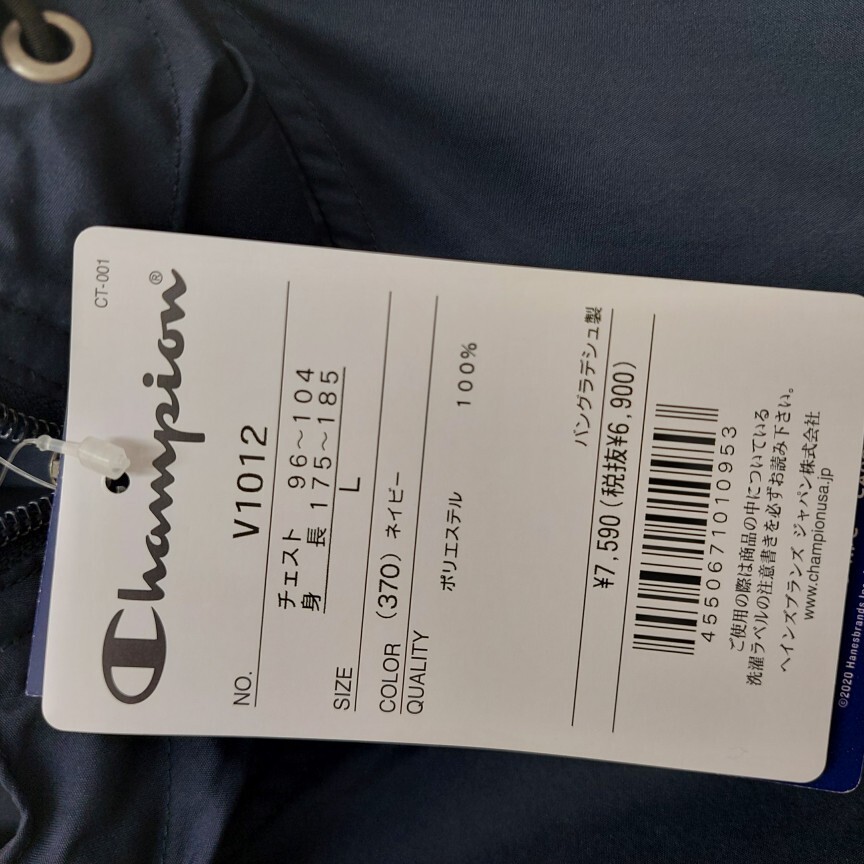 CT-001
Champion®
NO. V1012
チェスト 96～104
身 長 175～185
SIZE L
COLOR (370) ネイビー
QUALITY
ポリエステル 100%
バングラデシュ製
¥7,590(税抜¥6,900)
4550671010953
ご使用の際は商品の中についている
洗濯ラベルの注意書きを必ずお読み下さい。
ヘインズブランズ ジャパン株式会社
www.championusa.jp
©2020 Hanesbrands